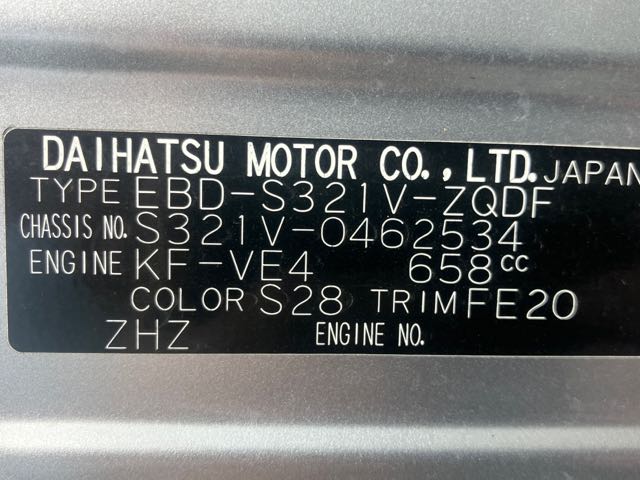 DAIHATSU MOTOR CO.,LTD. JAPAN
TYPE EBD-S321V-ZQDF
CHASSIS NO. S321V-0462534
ENGINE KF-VE4 658cc
COLOR S28 TRIM FE20
ZHZ ENGINE NO.